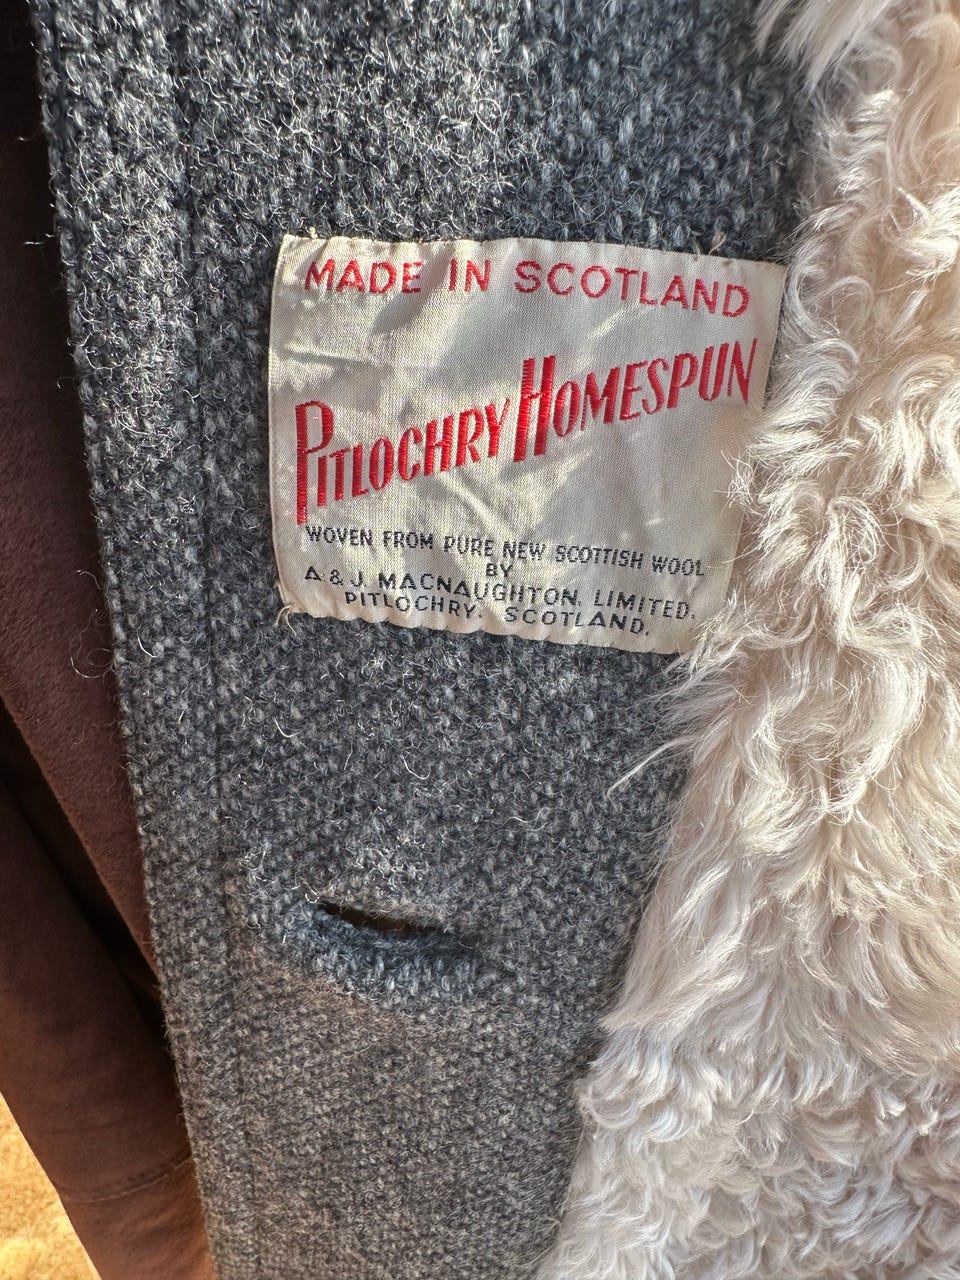 MADE IN SCOTLAND
PITLOCHRY HOMESPUN
WOVEN FROM PURE NEW SCOTTISH WOOL
BY
A. & J. MACNAUGHTON, LIMITED.
PITLOCHRY. SCOTLAND.